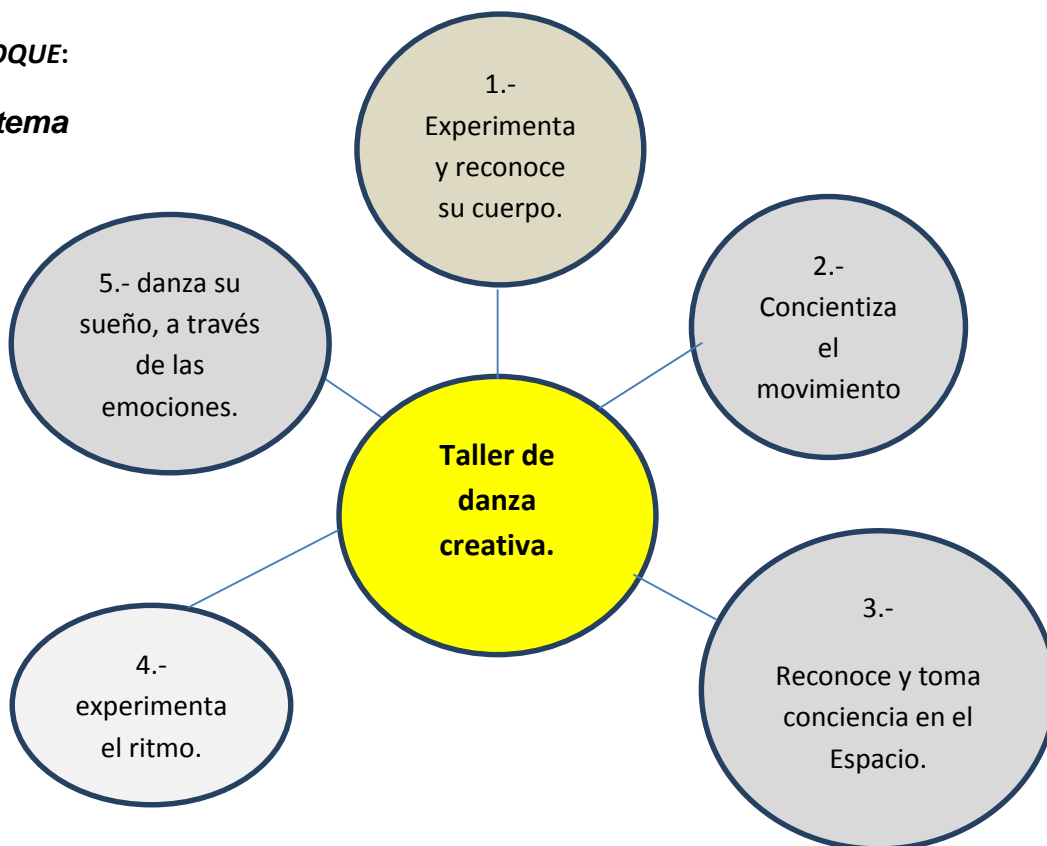 OQUE:
tema
1.-
Experimenta
y reconoce
su cuerpo.
2.-
Concientiza
el
movimiento
3.-
Reconoce y toma
conciencia en el
Espacio.
4.-
experimenta
el ritmo.
5.- danza su
sueño, a través
de las
emociones.
Taller de
danza
creativa.